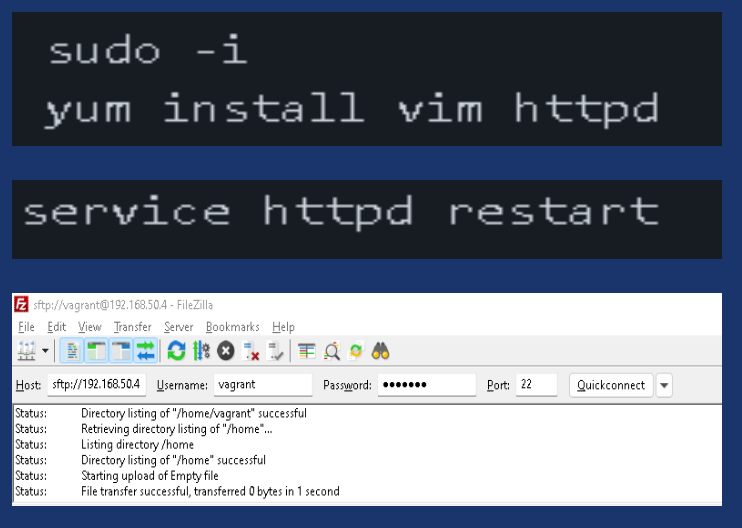 sudo -i
yum install vim httpd
service httpd restart
Fz sftp://vagrant@192.168.50.4 - FileZilla
File Edit View Transfer Server Bookmarks Help
Host: sftp://192.168.50.4 Username: vagrant Password: ●●●●●●● Port: 22 Quickconnect
Status: Directory listing of "/home/vagrant" successful
Status: Retrieving directory listing of "/home"...
Status: Listing directory /home
Status: Directory listing of "/home" successful
Status: Starting upload of Empty file
Status: File transfer successful, transferred 0 bytes in 1 second